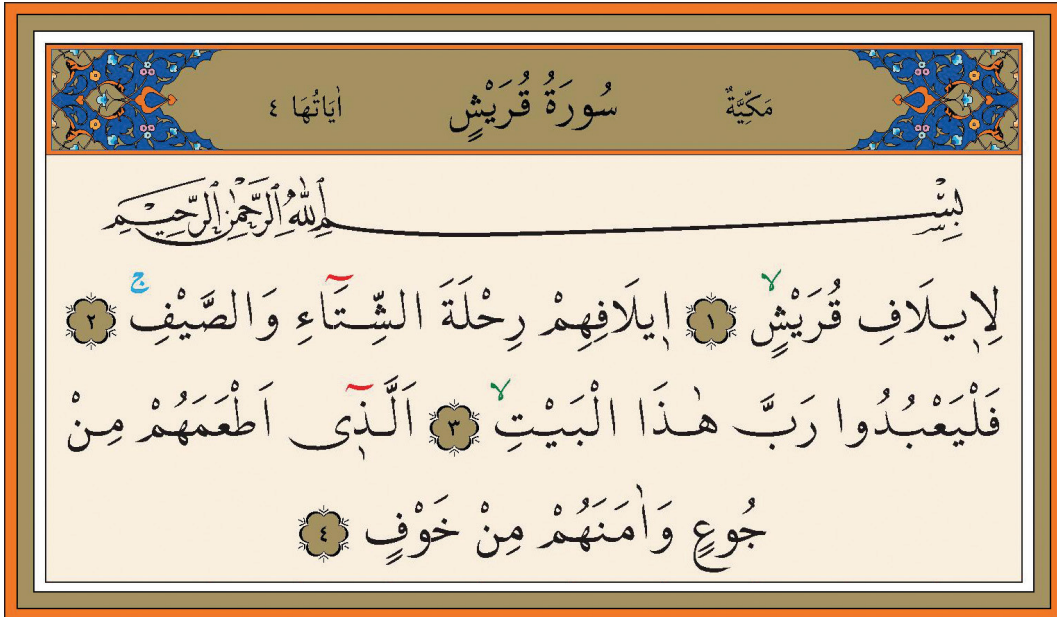 مَكِّيَّةٌ سُورَةُ قُرَيْشٍ اٰيَاتُهَا ٤
بِسْمِ اللّٰهِ الرَّحْمٰنِ الرَّحِيمِ
لِا۪يلَافِ قُرَيْشٍۙ ١ ا۪يلَافِهِمْ رِحْلَةَ الشِّتَٓاءِ وَالصَّيْفِۚ ٢
فَلْيَعْبُدُوا رَبَّ هٰذَا الْبَيْتِۙ ٣ اَلَّذ۪ٓي اَطْعَمَهُمْ مِنْ
جُوعٍ وَاٰمَنَهُمْ مِنْ خَوْفٍ ٤